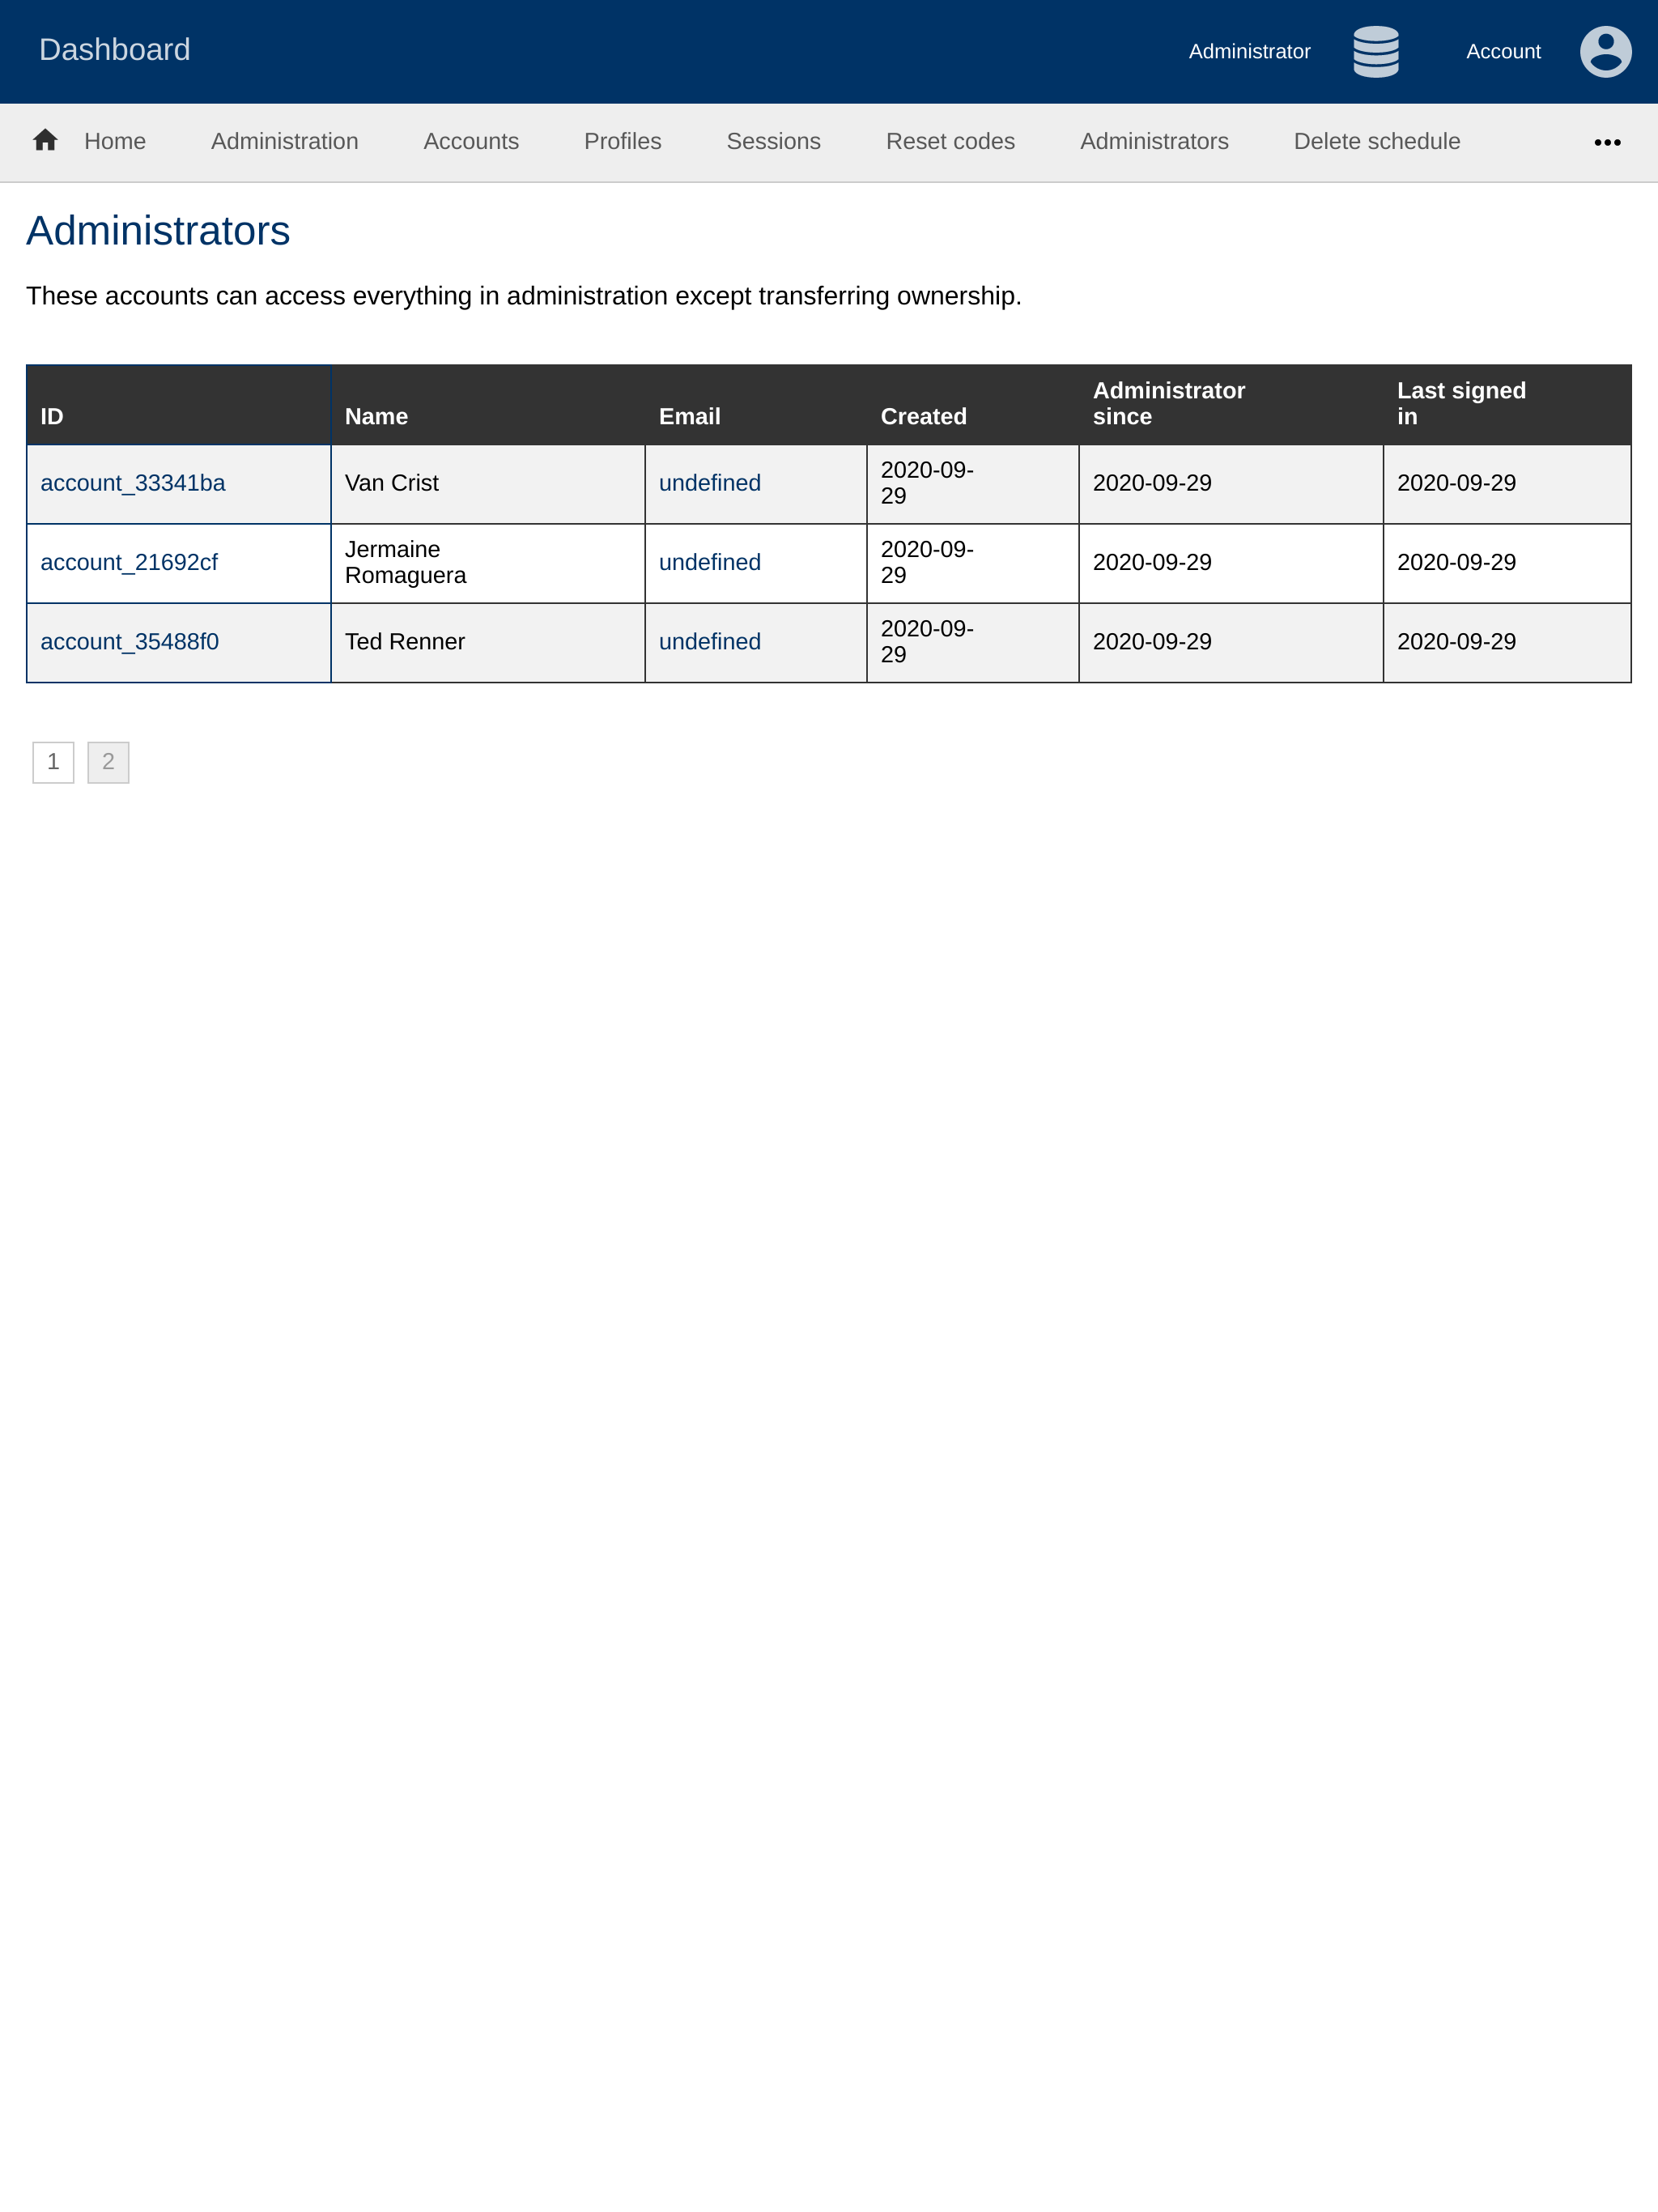 Dashboard
Administrator
Account
Home Administration Accounts Profiles Sessions Reset codes Administrators Delete schedule •••
Administrators
These accounts can access everything in administration except transferring ownership.
ID Name Email Created Administrator since Last signed in
account_33341ba Van Crist undefined 2020-09-29 2020-09-29 2020-09-29
account_21692cf Jermaine Romaguera undefined 2020-09-29 2020-09-29 2020-09-29
account_35488f0 Ted Renner undefined 2020-09-29 2020-09-29 2020-09-29
1 2